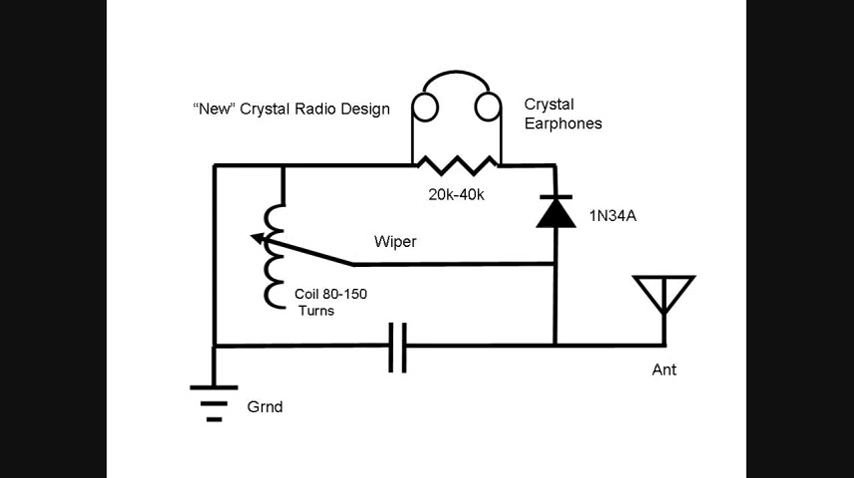 “New” Crystal Radio Design
Crystal
Earphones
20k-40k
1N34A
Wiper
Coil 80-150
Turns
Ant
Grnd